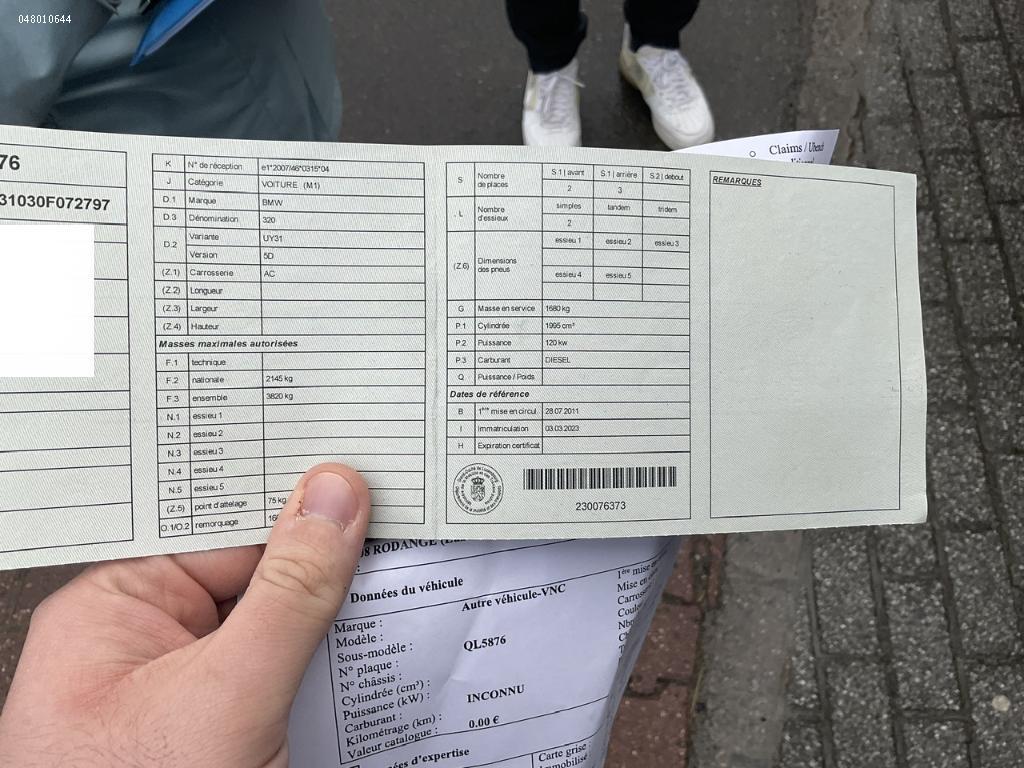 048010644
76
31030F072797
K N° de réception e1*2007/46*0315*04
J Catégorie VOITURE (M1)
D.1 Marque BMW
D.3 Dénomination 320
D.2 Variante UY31
Version 5D
(Z.1) Carrosserie AC
(Z.2) Longueur
(Z.3) Largeur
(Z.4) Hauteur
Masses maximales autorisées
F.1 technique
F.2 nationale 2145 kg
F.3 ensemble 3820 kg
N.1 essieu 1
N.2 essieu 2
N.3 essieu 3
N.4 essieu 4
N.5 essieu 5
(Z.5) point d'attelage 75 kg
O.1/O.2 remorquage
S Nombre de places S.1 | avant S.1 | arrière S.2 | debout
2 3
L Nombre d'essieux simples tandem tridem
2
(Z.6) Dimensions des pneus essieu 1 essieu 2 essieu 3
essieu 4 essieu 5
G Masse en service 1680 kg
P.1 Cylindrée 1995 cm³
P.2 Puissance 120 kw
P.3 Carburant DIESEL
Q Puissance / Poids
Dates de référence
B 1ère mise en circul. 28.07.2011
I Immatriculation 03.03.2023
H Expiration certificat
230076373
REMARQUES
Claims /
8 RODANGE
Données du véhicule
Marque : Autre véhicule-VNC
Modèle :
Sous-modèle :
N° plaque : QL5876
N° châssis :
Cylindrée (cm³) :
Puissance (kW) :
Carburant : INCONNU
Kilométrage (km) :
Valeur catalogue : 0.00 €
1ère mise
Mise en
Carross
Coule
d'expertise
Carte grise :